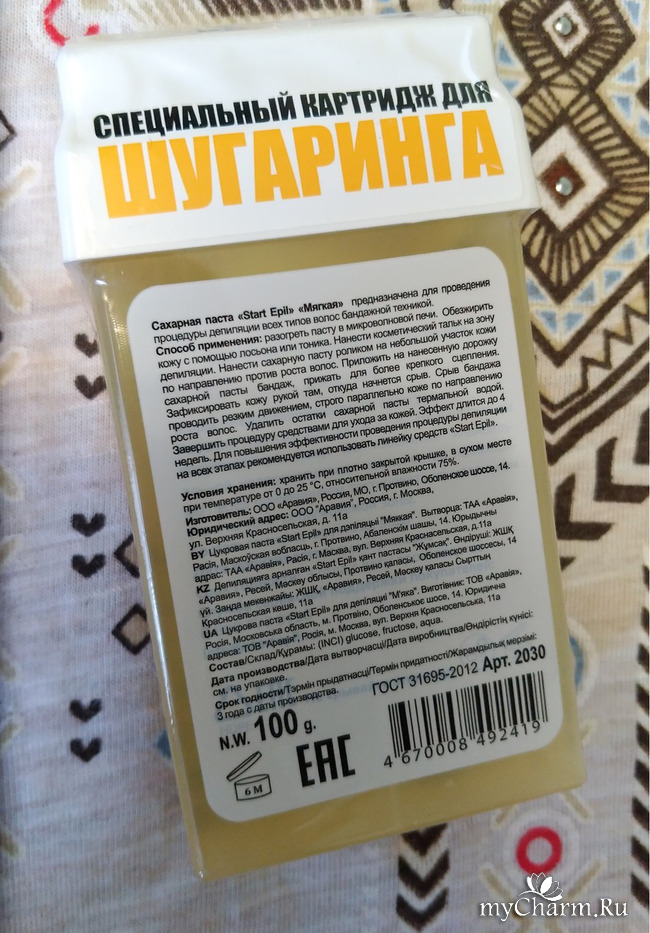 СПЕЦИАЛЬНЫЙ КАРТРИДЖ ДЛЯ
ШУГАРИНГА
Сахарная паста «Start Epil» «Мягкая» предназначена для проведения
процедуры депиляции всех типов волос бандажной техникой.
Способ применения: разогреть пасту в микроволновой печи. Обезжирить
кожу с помощью лосьона или тоника. Нанести косметический тальк на зону
депиляции. Нанести сахарную пасту роликом на небольшой участок кожи
по направлению против роста волос. Приложить на нанесенную дорожку
сахарной пасты бандаж, прижать для более крепкого сцепления.
Зафиксировать кожу рукой там, откуда начнется срыв. Срыв бандажа
проводить резким движением, строго параллельно коже по направлению
роста волос. Удалить остатки сахарной пасты термальной водой.
Завершить процедуру средствами для ухода за кожей. Эффект длится до 4
недель. Для повышения эффективности проведения процедуры депиляции
на всех этапах рекомендуется использовать линейку средств «Start Epil».
Условия хранения: хранить при плотно закрытой крышке, в сухом месте
при температуре от 0 до 25 °С, относительной влажности 75%.
Изготовитель: ООО «Аравия», Россия, МО, г. Протвино, Оболенское шоссе, 14.
Юридический адрес: ООО "Аравия", Россия, г. Москва,
ул. Верхняя Красносельская, д. 11а
BY Цукровая паста «Start Epil» для дэпіляцыі "Мяккая". Вытворца: ТАА «Аравія»,
Расія, Маскоўская вобласць, г. Протвино, Абаленскім шашы, 14. Юрыдычны
адрас: ТАА «Аравія», Расія, г. Масква, вул. Верхняя Краснасельская, д.11а
KZ Депиляцияға арналған «Start Epil» қант пастасы "Жұмсақ". Өндіруші: ЖШҚ
«Аравия», Ресей, Мәскеу облысы, Протвино қаласы, Оболенское шоссесы, 14
үй. Заңда мекенжайы: ЖШҚ, «Аравия», Ресей, Мәскеу қаласы Сырттың
Красносельская кеше, 11а
UA Цукрова паста «Start Epil» для депіляції "М'яка". Виготівник: ТОВ "Аравія",
Росія, Московська область, м. Протвіно, Оболенське шосе, 14. Юридична
адреса: ТОВ "Аравія", Росія, м. Москва, вул. Верхня Красносельська, 11а
Состав/Склад/Құрамы: (INCI) glucose, fructose, aqua.
Дата производства/Дата вытворчасці/Дата виробництва/Өндірістің күнісі:
см. на упаковке.
Срок годности/Тэрмін прыдатнасці/Термін придатності/Жарамдылық мерзімі:
3 года с даты производства.
ГОСТ 31695-2012 Арт. 2030
N.W. 100 g.
6 M
EAC
4 670008 492419
myCharm.Ru